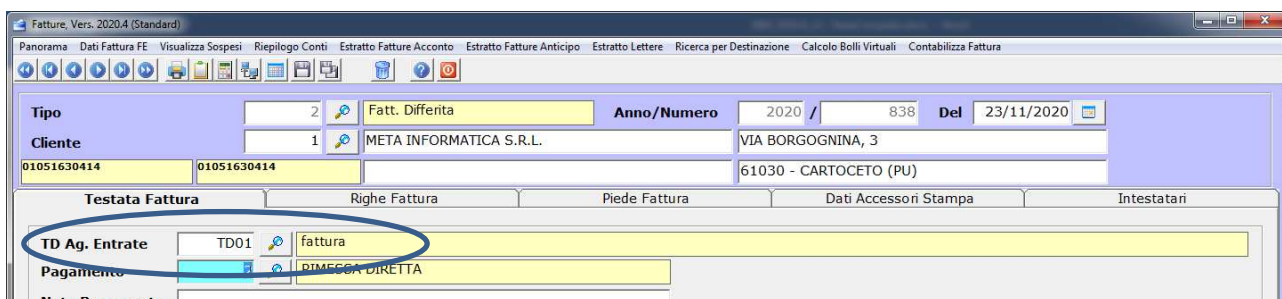 Fatture, Vers. 2020.4 (Standard)
Panorama Dati Fattura FE Visualizza Sospesi Riepilogo Conti Estratto Fatture Acconto Estratto Fatture Anticipo Estratto Lettere Ricerca per Destinazione Calcolo Bolli Virtuali Contabilizza Fattura
Tipo 2 Fatt. Differita Anno/Numero 2020 / 838 Del 23/11/2020
Cliente 1 META INFORMATICA S.R.L. VIA BORGOGNINA, 3
01051630414 01051630414 61030 - CARTOCETO (PU)
Testata Fattura Righe Fattura Piede Fattura Dati Accessori Stampa Intestatari
TD Ag. Entrate TD01 fattura
Pagamento RIMESSA DIRETTA